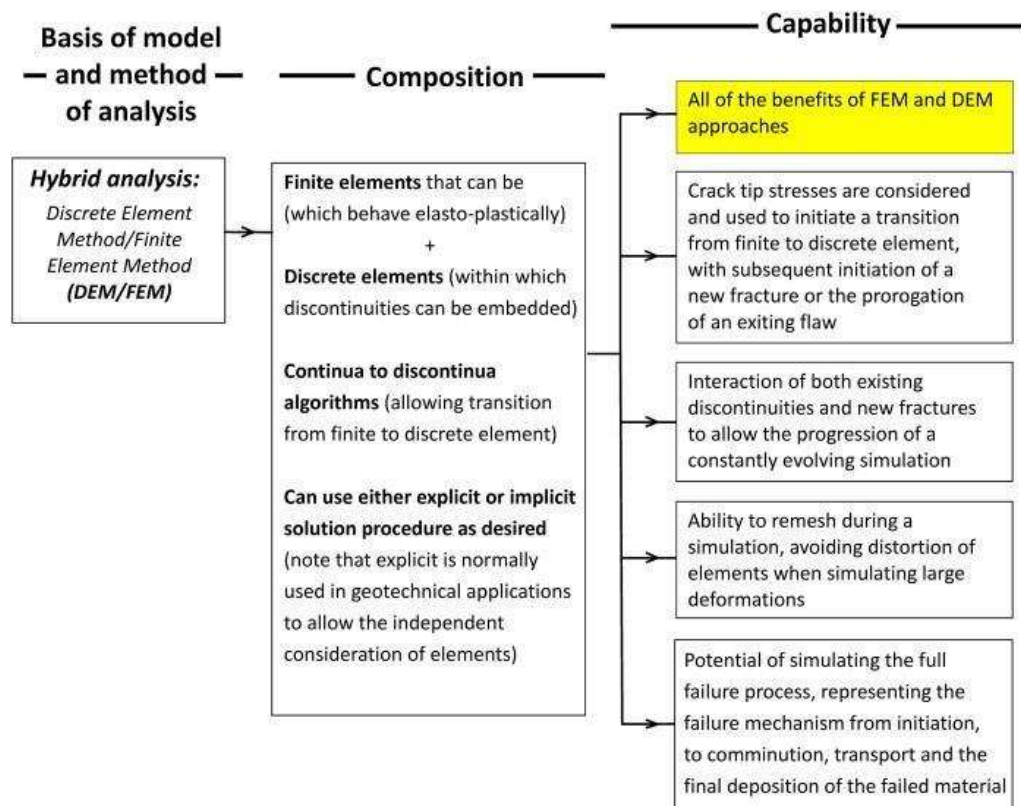 Basis of model
and method
of analysis
Composition
Capability
Hybrid analysis:
Discrete Element
Method/Finite
Element Method
(DEM/FEM)
Finite elements that can be
(which behave elasto-plastically)
+
Discrete elements (within which
discontinuities can be embedded)
Continua to discontinua
algorithms (allowing transition
from finite to discrete element)
Can use either explicit or implicit
solution procedure as desired
(note that explicit is normally
used in geotechnical applications
to allow the independent
consideration of elements)
All of the benefits of FEM and DEM
approaches
Crack tip stresses are considered
and used to initiate a transition
from finite to discrete element,
with subsequent initiation of a
new fracture or the prorogation
of an exiting flaw
Interaction of both existing
discontinuities and new fractures
to allow the progression of a
constantly evolving simulation
Ability to remesh during a
simulation, avoiding distortion of
elements when simulating large
deformations
Potential of simulating the full
failure process, representing the
failure mechanism from initiation,
to comminution, transport and the
final deposition of the failed material